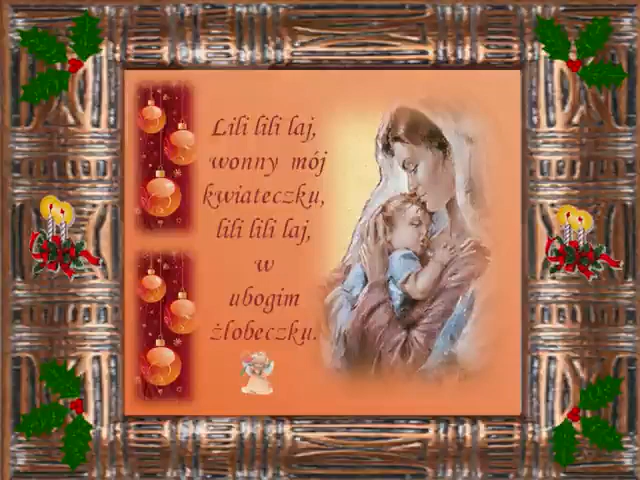 Lili lili laj,
wonny mój
kwiateczku,
lili lili laj,
w
ubogim
żłobeczku.